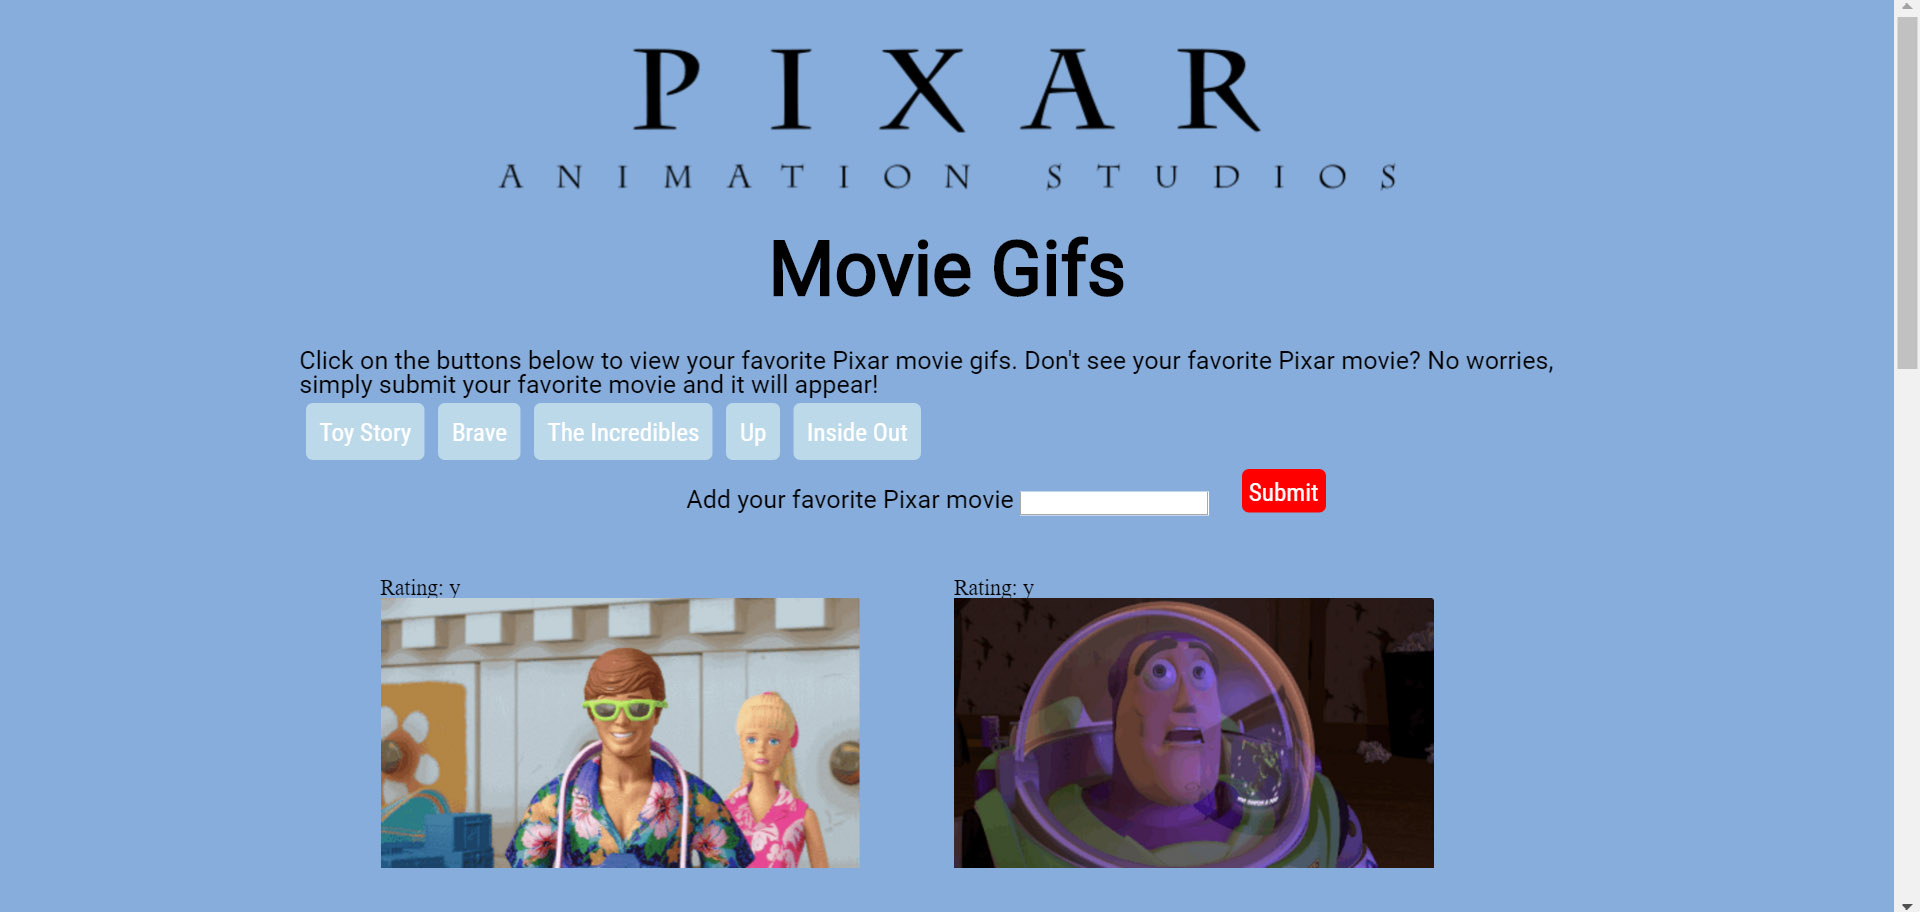 PIXAR
ANIMATION STUDIOS
Movie Gifs
Click on the buttons below to view your favorite Pixar movie gifs. Don't see your favorite Pixar movie? No worries,
simply submit your favorite movie and it will appear!
Toy Story Brave The Incredibles Up Inside Out
Add your favorite Pixar movie Submit
Rating: y Rating: y